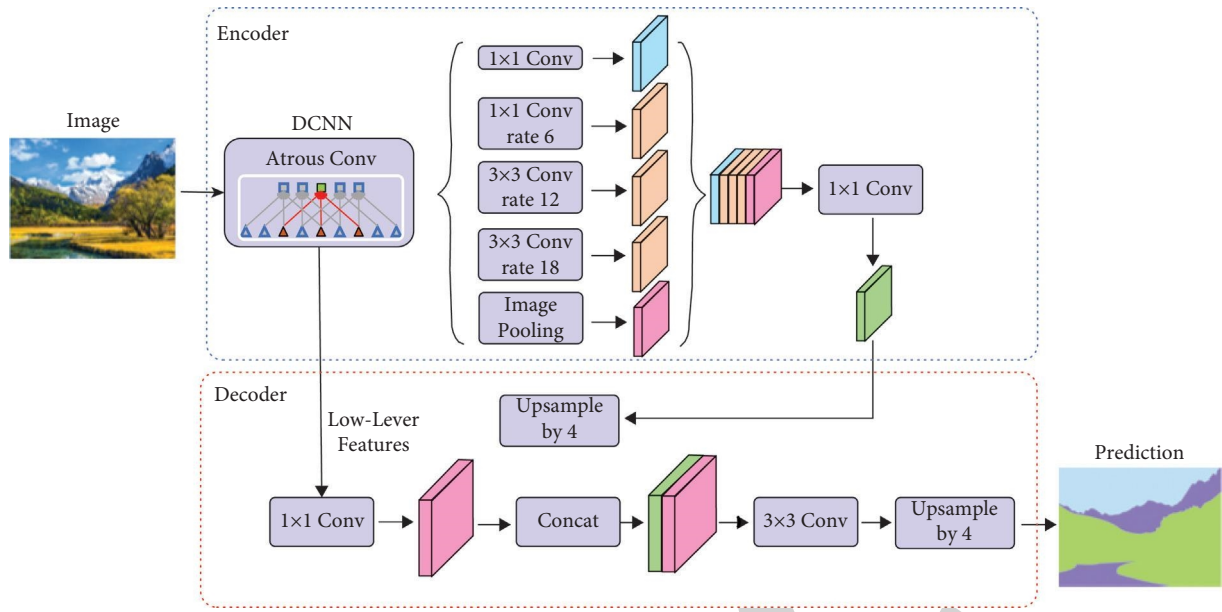 Encoder
Image
DCNN
Atrous Conv
1×1 Conv
1×1 Conv
rate 6
3×3 Conv
rate 12
3×3 Conv
rate 18
Image
Pooling
1×1 Conv
Decoder
Low-Lever
Features
Upsample
by 4
1×1 Conv
Concat
3×3 Conv
Upsample
by 4
Prediction